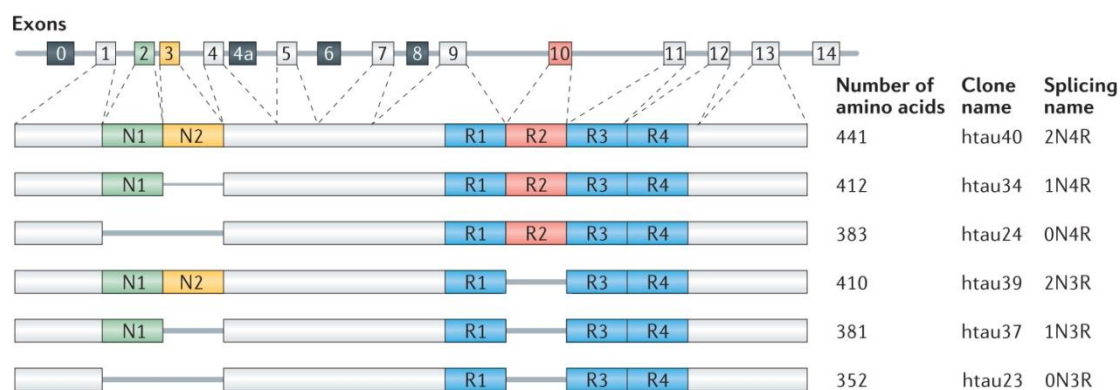 Exons
0 1 2 3 4 4a 5 6 7 8 9 10 11 12 13 14
Number of amino acids Clone name Splicing name
N1 N2 R1 R2 R3 R4 441 htau40 2N4R
N1 R1 R2 R3 R4 412 htau34 1N4R
R1 R2 R3 R4 383 htau24 0N4R
N1 N2 R1 R3 R4 410 htau39 2N3R
N1 R1 R3 R4 381 htau37 1N3R
R1 R3 R4 352 htau23 0N3R